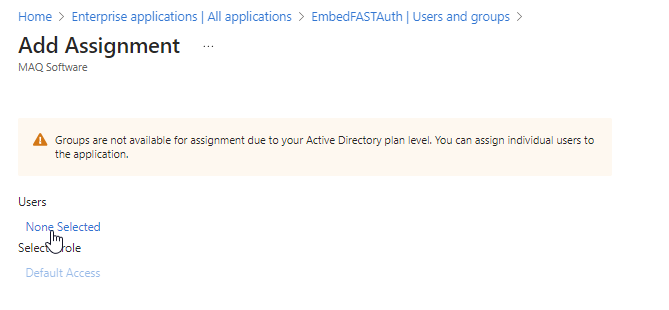 Home > Enterprise applications | All applications > EmbedFASTAuth | Users and groups >
Add Assignment ...
MAQ Software
Groups are not available for assignment due to your Active Directory plan level. You can assign individual users to
the application.
Users
None Selected
Select role
Default Access